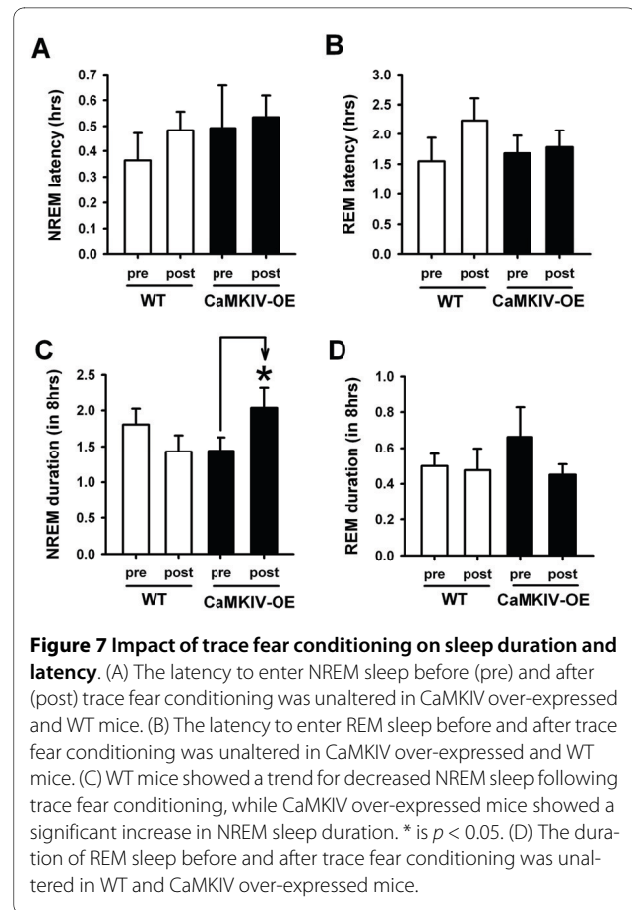 A
B
NREM latency (hrs)
0.7
0.6
0.5
0.4
0.3
0.2
0.1
0.0
pre post pre post
WT CaMKIV-OE
REM latency (hrs)
3.0
2.5
2.0
1.5
1.0
0.5
0.0
pre post pre post
WT CaMKIV-OE
C
D
NREM duration (in 8hrs)
2.5
2.0
1.5
1.0
0.5
0.0
*
pre post pre post
WT CaMKIV-OE
REM duration (in 8hrs)
1.0
0.8
0.6
0.4
0.2
0.0
pre post pre post
WT CaMKIV-OE
Figure 7 Impact of trace fear conditioning on sleep duration and
latency. (A) The latency to enter NREM sleep before (pre) and after
(post) trace fear conditioning was unaltered in CaMKIV over-expressed
and WT mice. (B) The latency to enter REM sleep before and after trace
fear conditioning was unaltered in CaMKIV over-expressed and WT
mice. (C) WT mice showed a trend for decreased NREM sleep following
trace fear conditioning, while CaMKIV over-expressed mice showed a
significant increase in NREM sleep duration. * is p < 0.05. (D) The dura-
tion of REM sleep before and after trace fear conditioning was unal-
tered in WT and CaMKIV over-expressed mice.